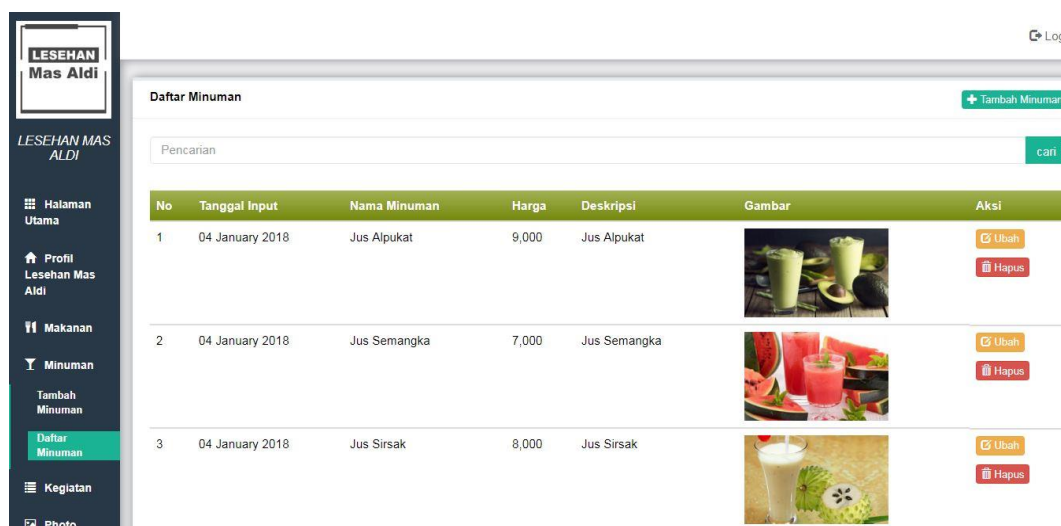 LESEHAN
Mas Aldi
LESEHAN MAS
ALDI
Halaman
Utama
Profil
Lesehan Mas
Aldi
Makanan
Minuman
Tambah
Minuman
Daftar
Minuman
Kegiatan
Photo
Log
Daftar Minuman
Tambah Minuman
Pencarian
cari
No Tanggal Input Nama Minuman Harga Deskripsi Gambar Aksi
1 04 January 2018 Jus Alpukat 9,000 Jus Alpukat Ubah
Hapus
2 04 January 2018 Jus Semangka 7,000 Jus Semangka Ubah
Hapus
3 04 January 2018 Jus Sirsak 8,000 Jus Sirsak Ubah
Hapus